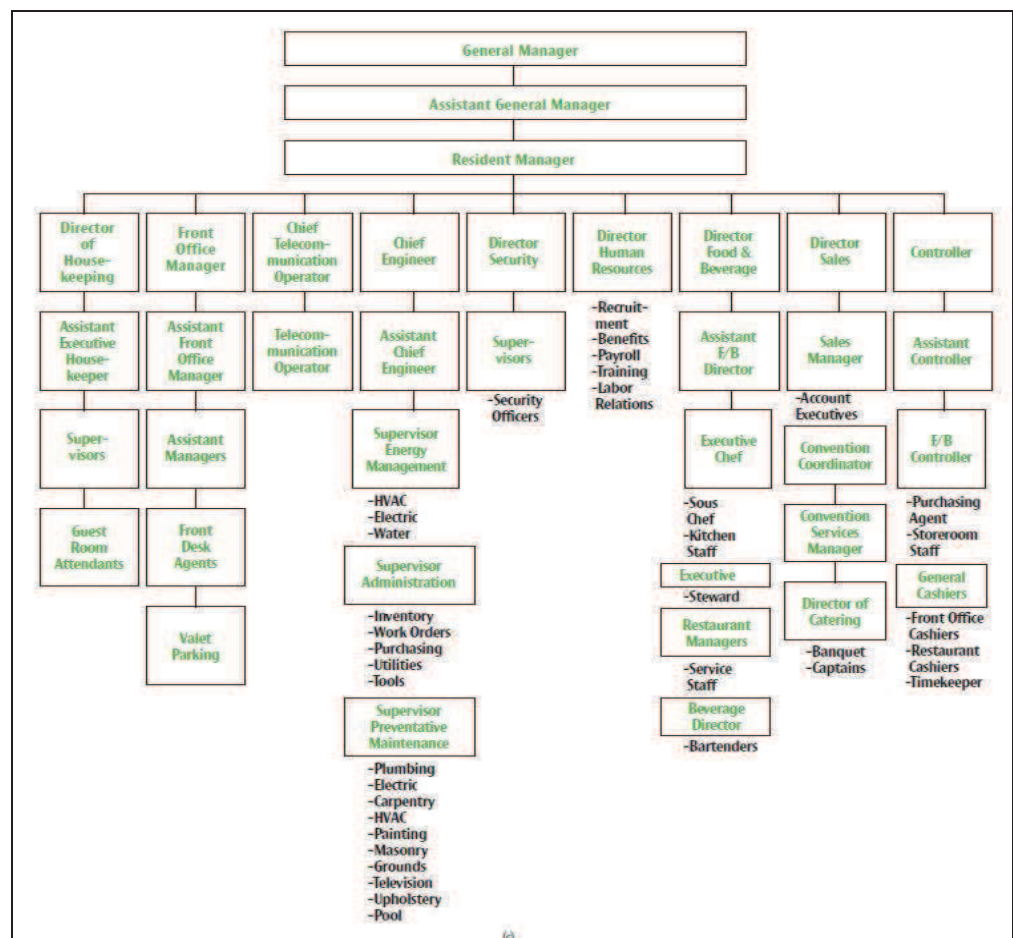 General Manager
Assistant General Manager
Resident Manager
Director
of
House-
keeping
Front
Office
Manager
Chief
Telecom-
munication
Operator
Chief
Engineer
Director
Security
Director
Human
Resources
Director
Food &
Beverage
Director
Sales
Controller
Assistant
Executive
House-
keeper
Assistant
Front
Office
Manager
Telecom-
munication
Operator
Assistant
Chief
Engineer
Super-
visors
-Security
Officers
-Recruit-
ment
-Benefits
-Payroll
-Training
-Labor
Relations
Assistant
F/B
Director
Sales
Manager
-Account
Executives
Assistant
Controller
Super-
visors
Assistant
Managers
Supervisor
Energy
Management
-HVAC
-Electric
-Water
Executive
Chef
-Sous
Chef
-Kitchen
Staff
Convention
Coordinator
F/B
Controller
-Purchasing
Agent
-Storeroom
Staff
Guest
Room
Attendants
Front
Desk
Agents
Supervisor
Administration
-Inventory
-Work Orders
-Purchasing
-Utilities
-Tools
Executive
-Steward
Convention
Services
Manager
General
Cashiers
-Front Office
Cashiers
-Restaurant
Cashiers
-Timekeeper
Valet
Parking
Restaurant
Managers
-Service
Staff
Director of
Catering
-Banquet
-Captains
Supervisor
Preventative
Maintenance
-Plumbing
-Electric
-Carpentry
-HVAC
-Painting
-Masonry
-Grounds
-Television
-Upholstery
-Pool
Beverage
Director
-Bartenders
(c)